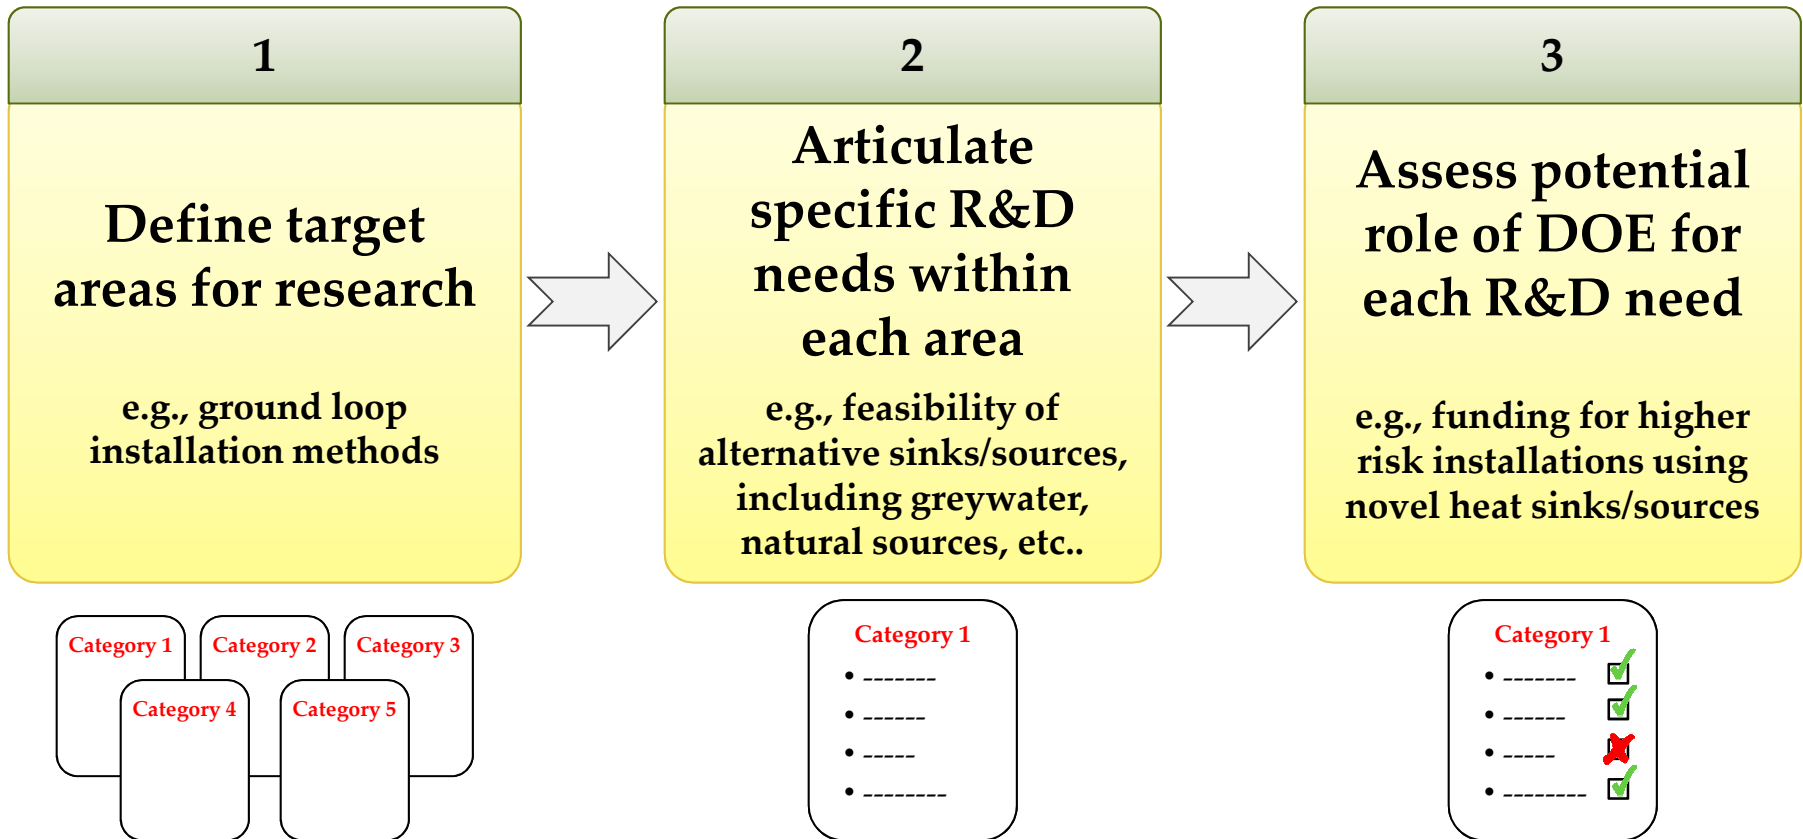 1
Define target
areas for research
e.g., ground loop
installation methods
Category 1
Category 2
Category 3
Category 4
Category 5
2
Articulate
specific R&D
needs within
each area
e.g., feasibility of
alternative sinks/sources,
including greywater,
natural sources, etc..
Category 1
• -------
• ------
• -----
• --------
3
Assess potential
role of DOE for
each R&D need
e.g., funding for higher
risk installations using
novel heat sinks/sources
Category 1
• -------
• ------
• -----
• --------